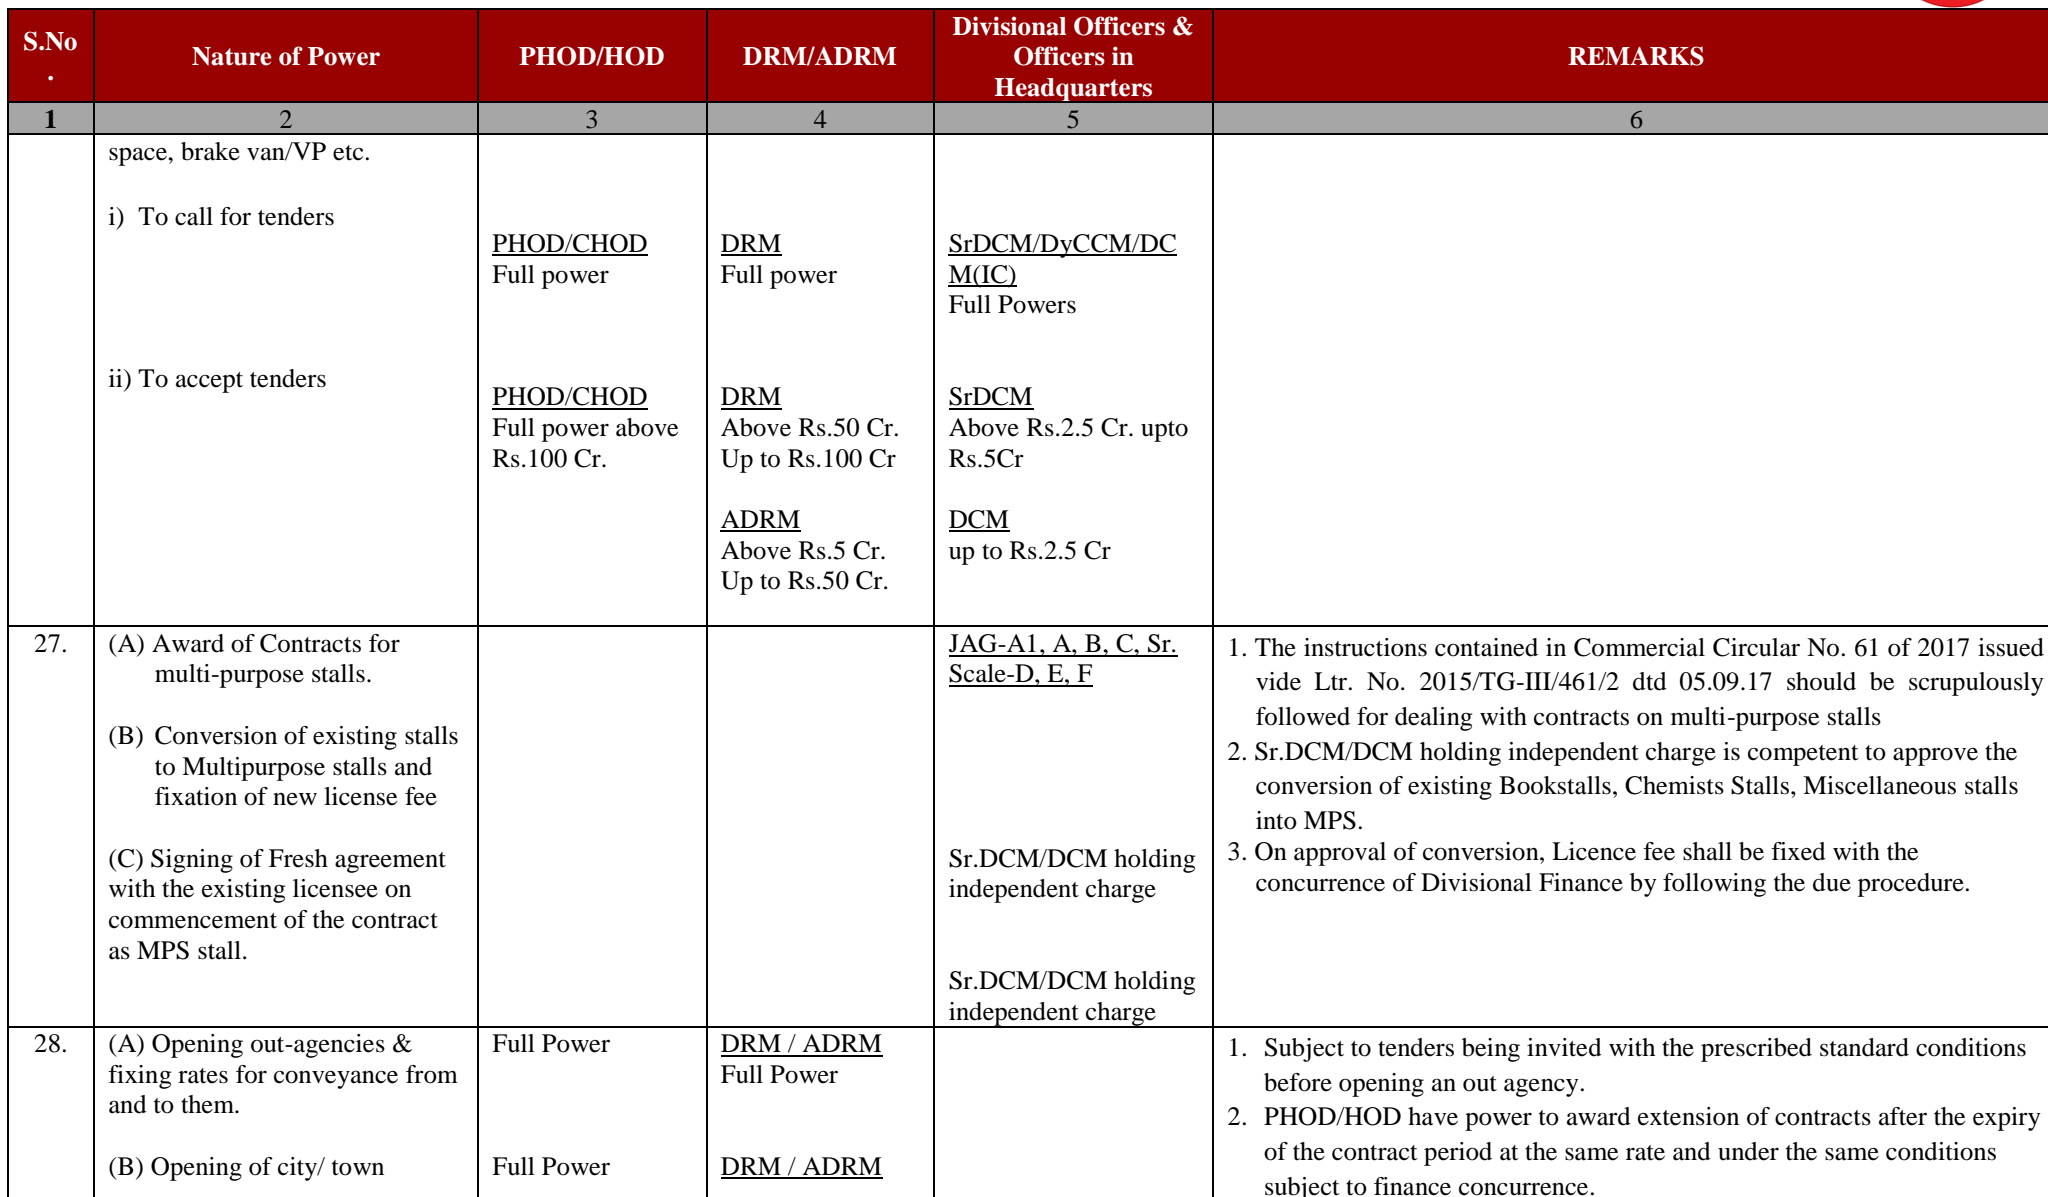 S.No
.
Nature of Power
PHOD/HOD
DRM/ADRM
Divisional Officers &
Officers in
Headquarters
REMARKS
1
2
3
4
5
6
space, brake van/VP etc.
i) To call for tenders
PHOD/CHOD
Full power
DRM
Full power
SrDCM/DyCCM/DC
M(IC)
Full Powers
ii) To accept tenders
PHOD/CHOD
Full power above
Rs.100 Cr.
DRM
Above Rs.50 Cr.
Up to Rs.100 Cr
ADRM
Above Rs.5 Cr.
Up to Rs.50 Cr.
SrDCM
Above Rs.2.5 Cr. upto
Rs.5Cr
DCM
up to Rs.2.5 Cr
27.
(A) Award of Contracts for
multi-purpose stalls.
(B) Conversion of existing stalls
to Multipurpose stalls and
fixation of new license fee
(C) Signing of Fresh agreement
with the existing licensee on
commencement of the contract
as MPS stall.
JAG-A1, A, B, C, Sr.
Scale-D, E, F
Sr.DCM/DCM holding
independent charge
Sr.DCM/DCM holding
independent charge
1. The instructions contained in Commercial Circular No. 61 of 2017 issued
vide Ltr. No. 2015/TG-III/461/2 dtd 05.09.17 should be scrupulously
followed for dealing with contracts on multi-purpose stalls
2. Sr.DCM/DCM holding independent charge is competent to approve the
conversion of existing Bookstalls, Chemists Stalls, Miscellaneous stalls
into MPS.
3. On approval of conversion, Licence fee shall be fixed with the
concurrence of Divisional Finance by following the due procedure.
28.
(A) Opening out-agencies &
fixing rates for conveyance from
and to them.
(B) Opening of city/ town
Full Power
Full Power
DRM / ADRM
Full Power
DRM / ADRM
1. Subject to tenders being invited with the prescribed standard conditions
before opening an out agency.
2. PHOD/HOD have power to award extension of contracts after the expiry
of the contract period at the same rate and under the same conditions
subject to finance concurrence.